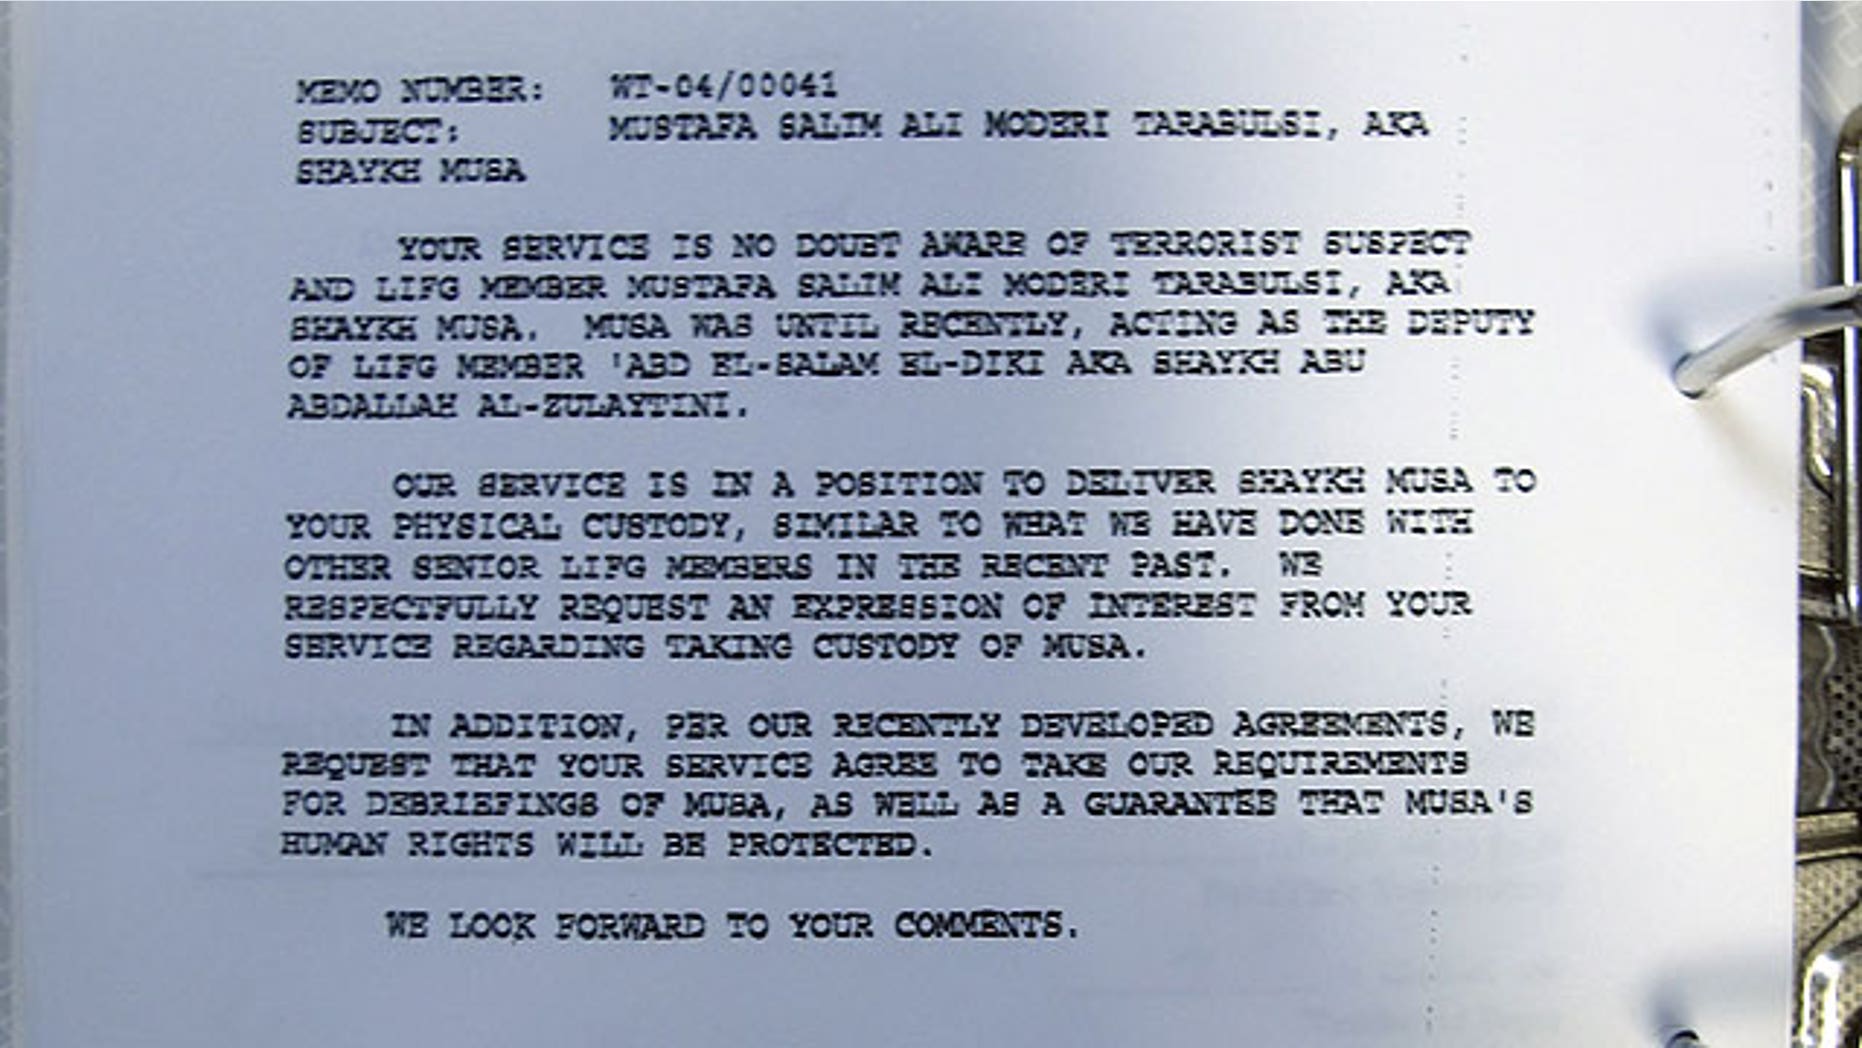 MEMO NUMBER: WT-04/00041
SUBJECT: MUSTAFA SALIM ALI MODERI TARABULSI, AKA
SHAYKH MUSA
YOUR SERVICE IS NO DOUBT AWARE OF TERRORIST SUSPECT
AND LIFG MEMBER MUSTAFA SALIM ALI MODERI TARABULSI, AKA
SHAYKH MUSA. MUSA WAS UNTIL RECENTLY, ACTING AS THE DEPUTY
OF LIFG MEMBER 'ABD EL-SALAM EL-DIKI AKA SHAYKH ABU
ABDALLAH AL-ZULAYTINI.
OUR SERVICE IS IN A POSITION TO DELIVER SHAYKH MUSA TO
YOUR PHYSICAL CUSTODY, SIMILAR TO WHAT WE HAVE DONE WITH
OTHER SENIOR LIFG MEMBERS IN THE RECENT PAST. WE
RESPECTFULLY REQUEST AN EXPRESSION OF INTEREST FROM YOUR
SERVICE REGARDING TAKING CUSTODY OF MUSA.
IN ADDITION, PER OUR RECENTLY DEVELOPED AGREEMENTS, WE
REQUEST THAT YOUR SERVICE AGREE TO TAKE OUR REQUIREMENTS
FOR DEBRIEFINGS OF MUSA, AS WELL AS A GUARANTEE THAT MUSA'S
HUMAN RIGHTS WILL BE PROTECTED.
WE LOOK FORWARD TO YOUR COMMENTS.